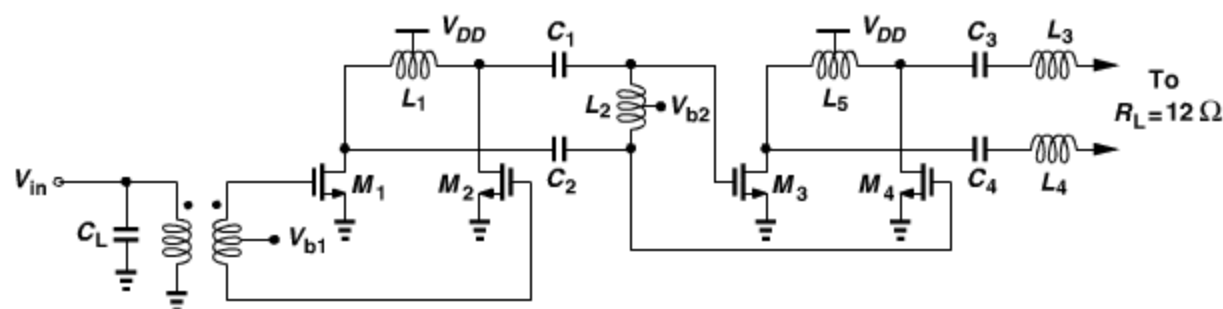 V_DD
C_1
V_DD
C_3
L_3
L_1
L_2
V_b2
L_5
To
R_L = 12 Ω
V_in
C_L
V_b1
M_1
M_2
C_2
M_3
M_4
C_4
L_4